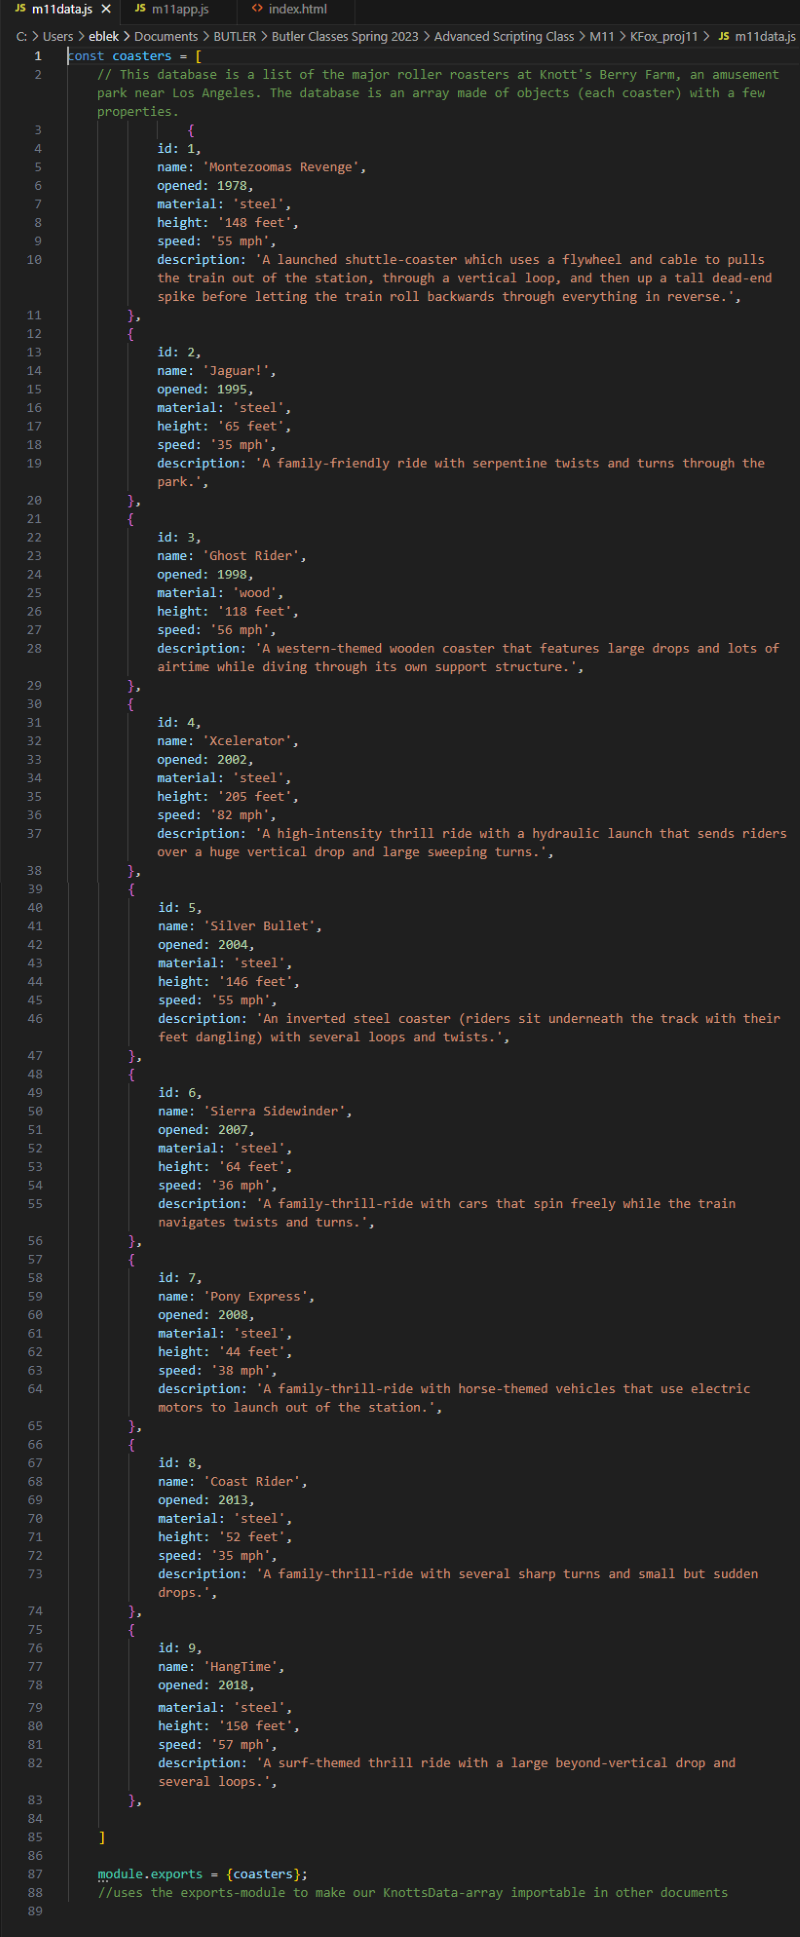 JS m11data.js ×
JS m11app.js
<> index.html
C: > Users > eblek > Documents > BUTLER > Butler Classes Spring 2023 > Advanced Scripting Class > M11 > KFox_proj11 > JS m11data.js
1 const coasters = [
2 // This database is a list of the major roller roasters at Knott's Berry Farm, an amusement
park near Los Angeles. The database is an array made of objects (each coaster) with a few
properties.
3 {
4 id: 1,
5 name: 'Montezoomas Revenge',
6 opened: 1978,
7 material: 'steel',
8 height: '148 feet',
9 speed: '55 mph',
10 description: 'A launched shuttle-coaster which uses a flywheel and cable to pulls
the train out of the station, through a vertical loop, and then up a tall dead-end
spike before letting the train roll backwards through everything in reverse.',
11 },
12 {
13 id: 2,
14 name: 'Jaguar!',
15 opened: 1995,
16 material: 'steel',
17 height: '65 feet',
18 speed: '35 mph',
19 description: 'A family-friendly ride with serpentine twists and turns through the
park.',
20 },
21 {
22 id: 3,
23 name: 'Ghost Rider',
24 opened: 1998,
25 material: 'wood',
26 height: '118 feet',
27 speed: '56 mph',
28 description: 'A western-themed wooden coaster that features large drops and lots of
airtime while diving through its own support structure.',
29 },
30 {
31 id: 4,
32 name: 'Xcelerator',
33 opened: 2002,
34 material: 'steel',
35 height: '205 feet',
36 speed: '82 mph',
37 description: 'A high-intensity thrill ride with a hydraulic launch that sends riders
over a huge vertical drop and large sweeping turns.',
38 },
39 {
40 id: 5,
41 name: 'Silver Bullet',
42 opened: 2004,
43 material: 'steel',
44 height: '146 feet',
45 speed: '55 mph',
46 description: 'An inverted steel coaster (riders sit underneath the track with their
feet dangling) with several loops and twists.',
47 },
48 {
49 id: 6,
50 name: 'Sierra Sidewinder',
51 opened: 2007,
52 material: 'steel',
53 height: '64 feet',
54 speed: '36 mph',
55 description: 'A family-thrill-ride with cars that spin freely while the train
navigates twists and turns.',
56 },
57 {
58 id: 7,
59 name: 'Pony Express',
60 opened: 2008,
61 material: 'steel',
62 height: '44 feet',
63 speed: '38 mph',
64 description: 'A family-thrill-ride with horse-themed vehicles that use electric
motors to launch out of the station.',
65 },
66 {
67 id: 8,
68 name: 'Coast Rider',
69 opened: 2013,
70 material: 'steel',
71 height: '52 feet',
72 speed: '35 mph',
73 description: 'A family-thrill-ride with several sharp turns and small but sudden
drops.',
74 },
75 {
76 id: 9,
77 name: 'HangTime',
78 opened: 2018,
79 material: 'steel',
80 height: '150 feet',
81 speed: '57 mph',
82 description: 'A surf-themed thrill ride with a large beyond-vertical drop and
several loops.',
83 },
84
85 ]
86
87 module.exports = {coasters};
88 //uses the exports-module to make our KnottsData-array importable in other documents
89